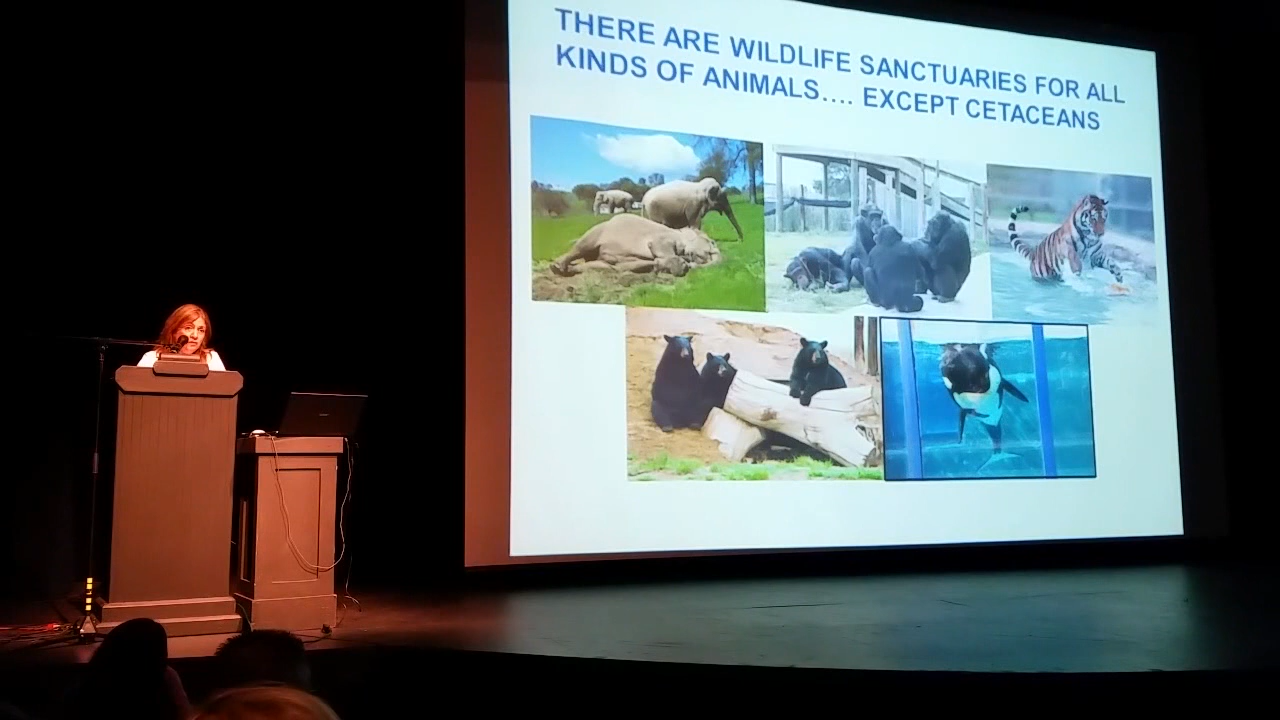 THERE ARE WILDLIFE SANCTUARIES FOR ALL
KINDS OF ANIMALS.... EXCEPT CETACEANS